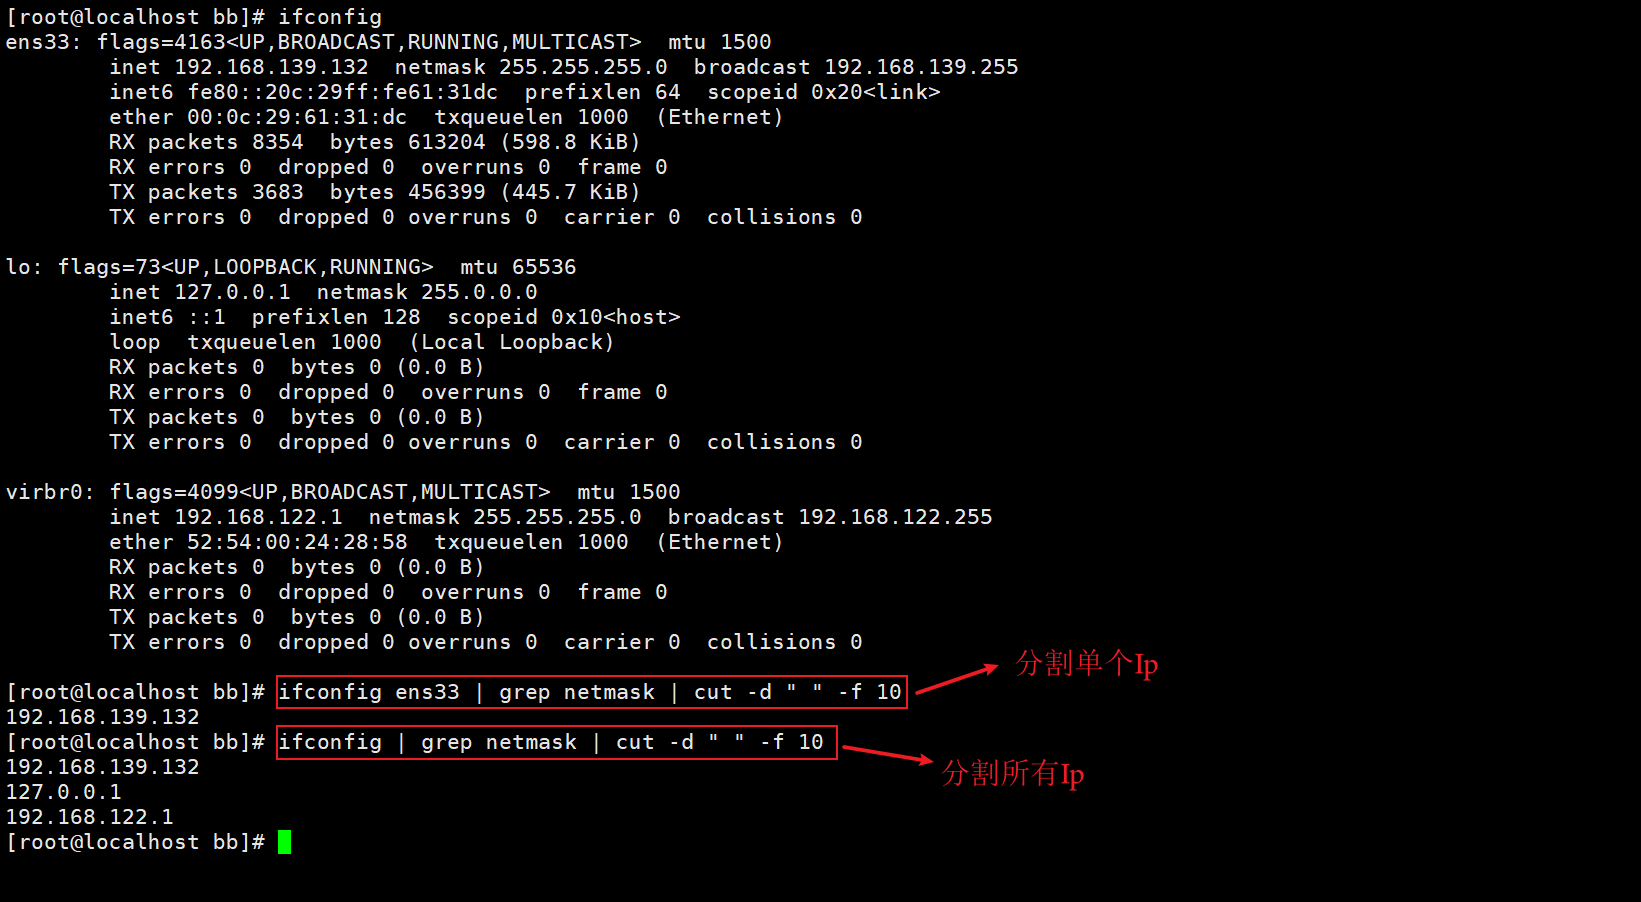 [root@localhost bb]# ifconfig
ens33: flags=4163<UP,BROADCAST,RUNNING,MULTICAST>  mtu 1500
        inet 192.168.139.132  netmask 255.255.255.0  broadcast 192.168.139.255
        inet6 fe80::20c:29ff:fe61:31dc  prefixlen 64  scopeid 0x20<link>
        ether 00:0c:29:61:31:dc  txqueuelen 1000  (Ethernet)
        RX packets 8354  bytes 613204 (598.8 KiB)
        RX errors 0  dropped 0  overruns 0  frame 0
        TX packets 3683  bytes 456399 (445.7 KiB)
        TX errors 0  dropped 0 overruns 0  carrier 0  collisions 0

lo: flags=73<UP,LOOPBACK,RUNNING>  mtu 65536
        inet 127.0.0.1  netmask 255.0.0.0
        inet6 ::1  prefixlen 128  scopeid 0x10<host>
        loop  txqueuelen 1000  (Local Loopback)
        RX packets 0  bytes 0 (0.0 B)
        RX errors 0  dropped 0  overruns 0  frame 0
        TX packets 0  bytes 0 (0.0 B)
        TX errors 0  dropped 0 overruns 0  carrier 0  collisions 0

virbr0: flags=4099<UP,BROADCAST,MULTICAST>  mtu 1500
        inet 192.168.122.1  netmask 255.255.255.0  broadcast 192.168.122.255
        ether 52:54:00:24:28:58  txqueuelen 1000  (Ethernet)
        RX packets 0  bytes 0 (0.0 B)
        RX errors 0  dropped 0  overruns 0  frame 0
        TX packets 0  bytes 0 (0.0 B)
        TX errors 0  dropped 0 overruns 0  carrier 0  collisions 0
分割单个Ip
[root@localhost bb]# ifconfig ens33 | grep netmask | cut -d " " -f 10
192.168.139.132
[root@localhost bb]# ifconfig | grep netmask | cut -d " " -f 10
分割所有Ip
192.168.139.132
127.0.0.1
192.168.122.1
[root@localhost bb]#